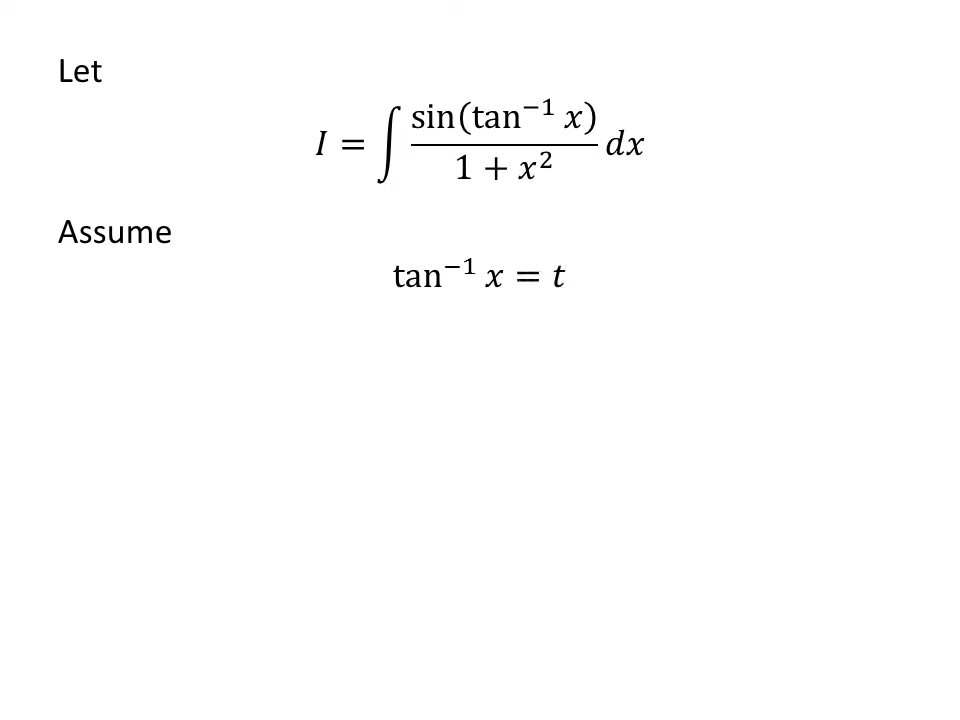 Let
𝐼 = ∫ sin(tan⁻¹ 𝑥) / (1 + 𝑥²) 𝑑𝑥
Assume
tan⁻¹ 𝑥 = 𝑡